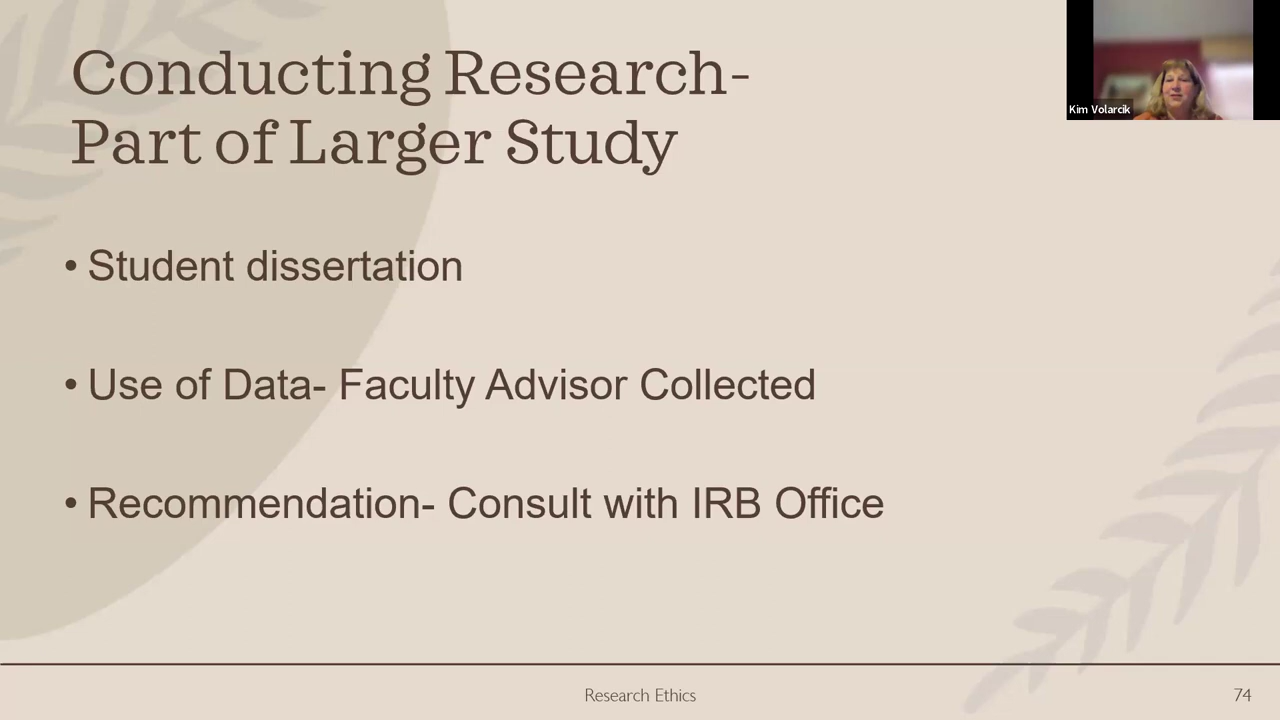 Conducting Research-
Part of Larger Study
Kim Volarcik
• Student dissertation
• Use of Data- Faculty Advisor Collected
• Recommendation- Consult with IRB Office
Research Ethics
74